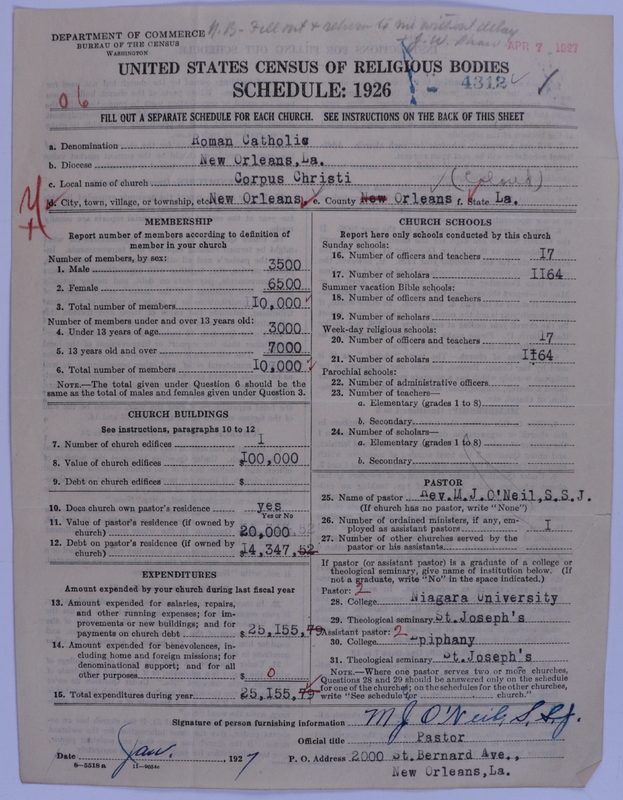 N.B- Fill out & return to me without delay
J. W. Shaw
DEPARTMENT OF COMMERCE
BUREAU OF THE CENSUS
WASHINGTON
APR 7 1927
UNITED STATES CENSUS OF RELIGIOUS BODIES
SCHEDULE: 1926
4312
06
FILL OUT A SEPARATE SCHEDULE FOR EACH CHURCH. SEE INSTRUCTIONS ON THE BACK OF THIS SHEET
a. Denomination Roman Catholic
b. Diocese New Orleans,La.
c. Local name of church Corpus Christi (Colored)
d. City, town, village, or township, etc New Orleans, e. County New Orleans f. State La.
MEMBERSHIP
Report number of members according to definition of
member in your church
Number of members, by sex:
1. Male 3500
2. Female 6500
3. Total number of members 10,000
Number of members under and over 13 years old:
4. Under 13 years of age 3000
5. 13 years old and over 7000
6. Total number of members 10,000
NOTE.—The total given under Question 6 should be the
same as the total of males and females given under Question 3.
CHURCH BUILDINGS
See instructions, paragraphs 10 to 12
7. Number of church edifices 1
8. Value of church edifices $100,000
9. Debt on church edifices $
10. Does church own pastor's residence yes
Yes or No
11. Value of pastor's residence (if owned by
church) 20,000
12. Debt on pastor's residence (if owned by
church) $14,347,52
EXPENDITURES
Amount expended by your church during last fiscal year
13. Amount expended for salaries, repairs,
and other running expenses; for im-
provements or new buildings; and for
payments on church debt $25,155,79
14. Amount expended for benevolences, in-
cluding home and foreign missions; for
denominational support; and for all
other purposes $ 0
15. Total expenditures during year $25,155,79
CHURCH SCHOOLS
Report here only schools conducted by this church
Sunday schools:
16. Number of officers and teachers 17
17. Number of scholars 1164
Summer vacation Bible schools:
18. Number of officers and teachers
19. Number of scholars
Week-day religious schools:
20. Number of officers and teachers 17
21. Number of scholars 1164
Parochial schools:
22. Number of administrative officers
23. Number of teachers—
a. Elementary (grades 1 to 8)
b. Secondary
24. Number of scholars—
a. Elementary (grades 1 to 8)
b. Secondary
PASTOR
25. Name of pastor Rev.M.J.O'Neil,S.S.J.
(If church has no pastor, write "None")
26. Number of ordained ministers, if any, em-
ployed as assistant pastors I
27. Number of other churches served by the
pastor or his assistants
If pastor (or assistant pastor) is a graduate of a college or
theological seminary, give name of institution below. (If
not a graduate, write "No" in the space indicated.)
Pastor: 2
28. College Niagara University
29. Theological seminary St.Joseph's
Assistant pastor: 2
30. College Epiphany
31. Theological seminary St.Joseph's
NOTE.—Where one pastor serves two or more churches,
Questions 28 and 29 should be answered only on the schedule
for one of the churches; on the schedules for the other churches,
write "See schedule for church."
Signature of person furnishing information M J O'Neil, S.S.J.
Official title Pastor
Date Jan. 1927
P. O. Address 2000 St.Bernard Ave.,
8-5518a
New Orleans,La.